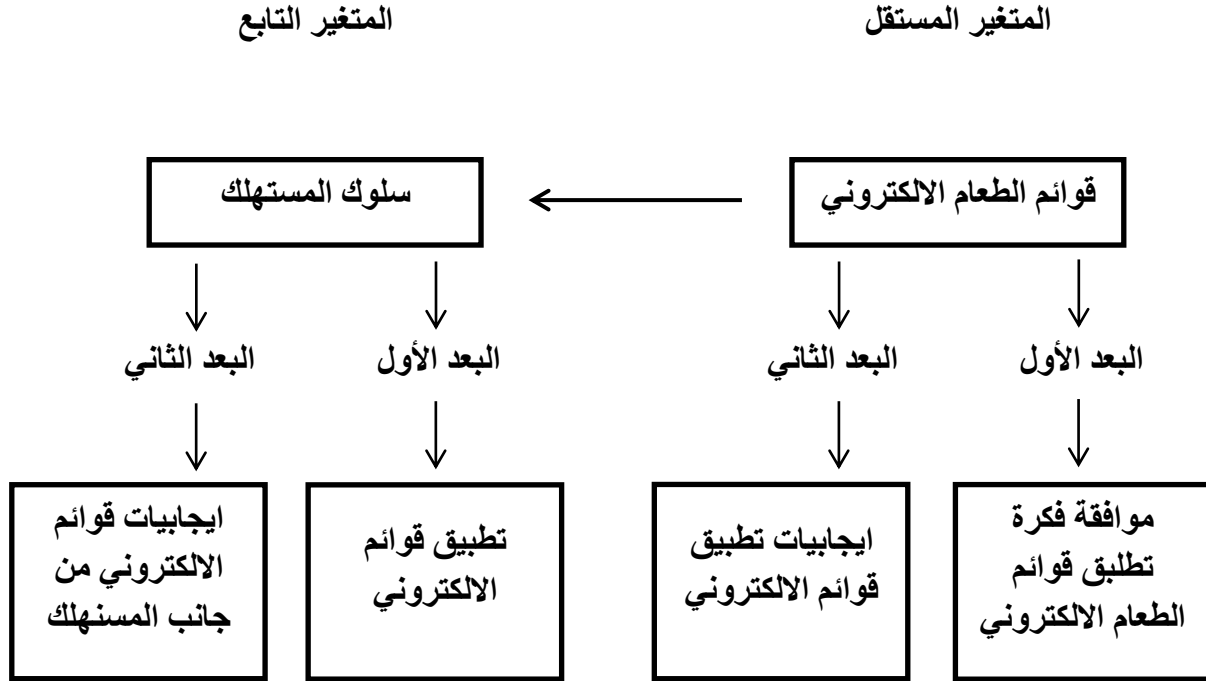 المتغير المستقل
المتغير التابع
قوائم الطعام الالكتروني
سلوك المستهلك
البعد الأول
البعد الثاني
البعد الأول
البعد الثاني
موافقة فكرة
تطلبق قوائم
الطعام الالكتروني
ايجابيات تطبيق
قوائم الالكتروني
تطبيق قوائم
الالكتروني
ايجابيات قوائم
الالكتروني من
جانب المسنهلك